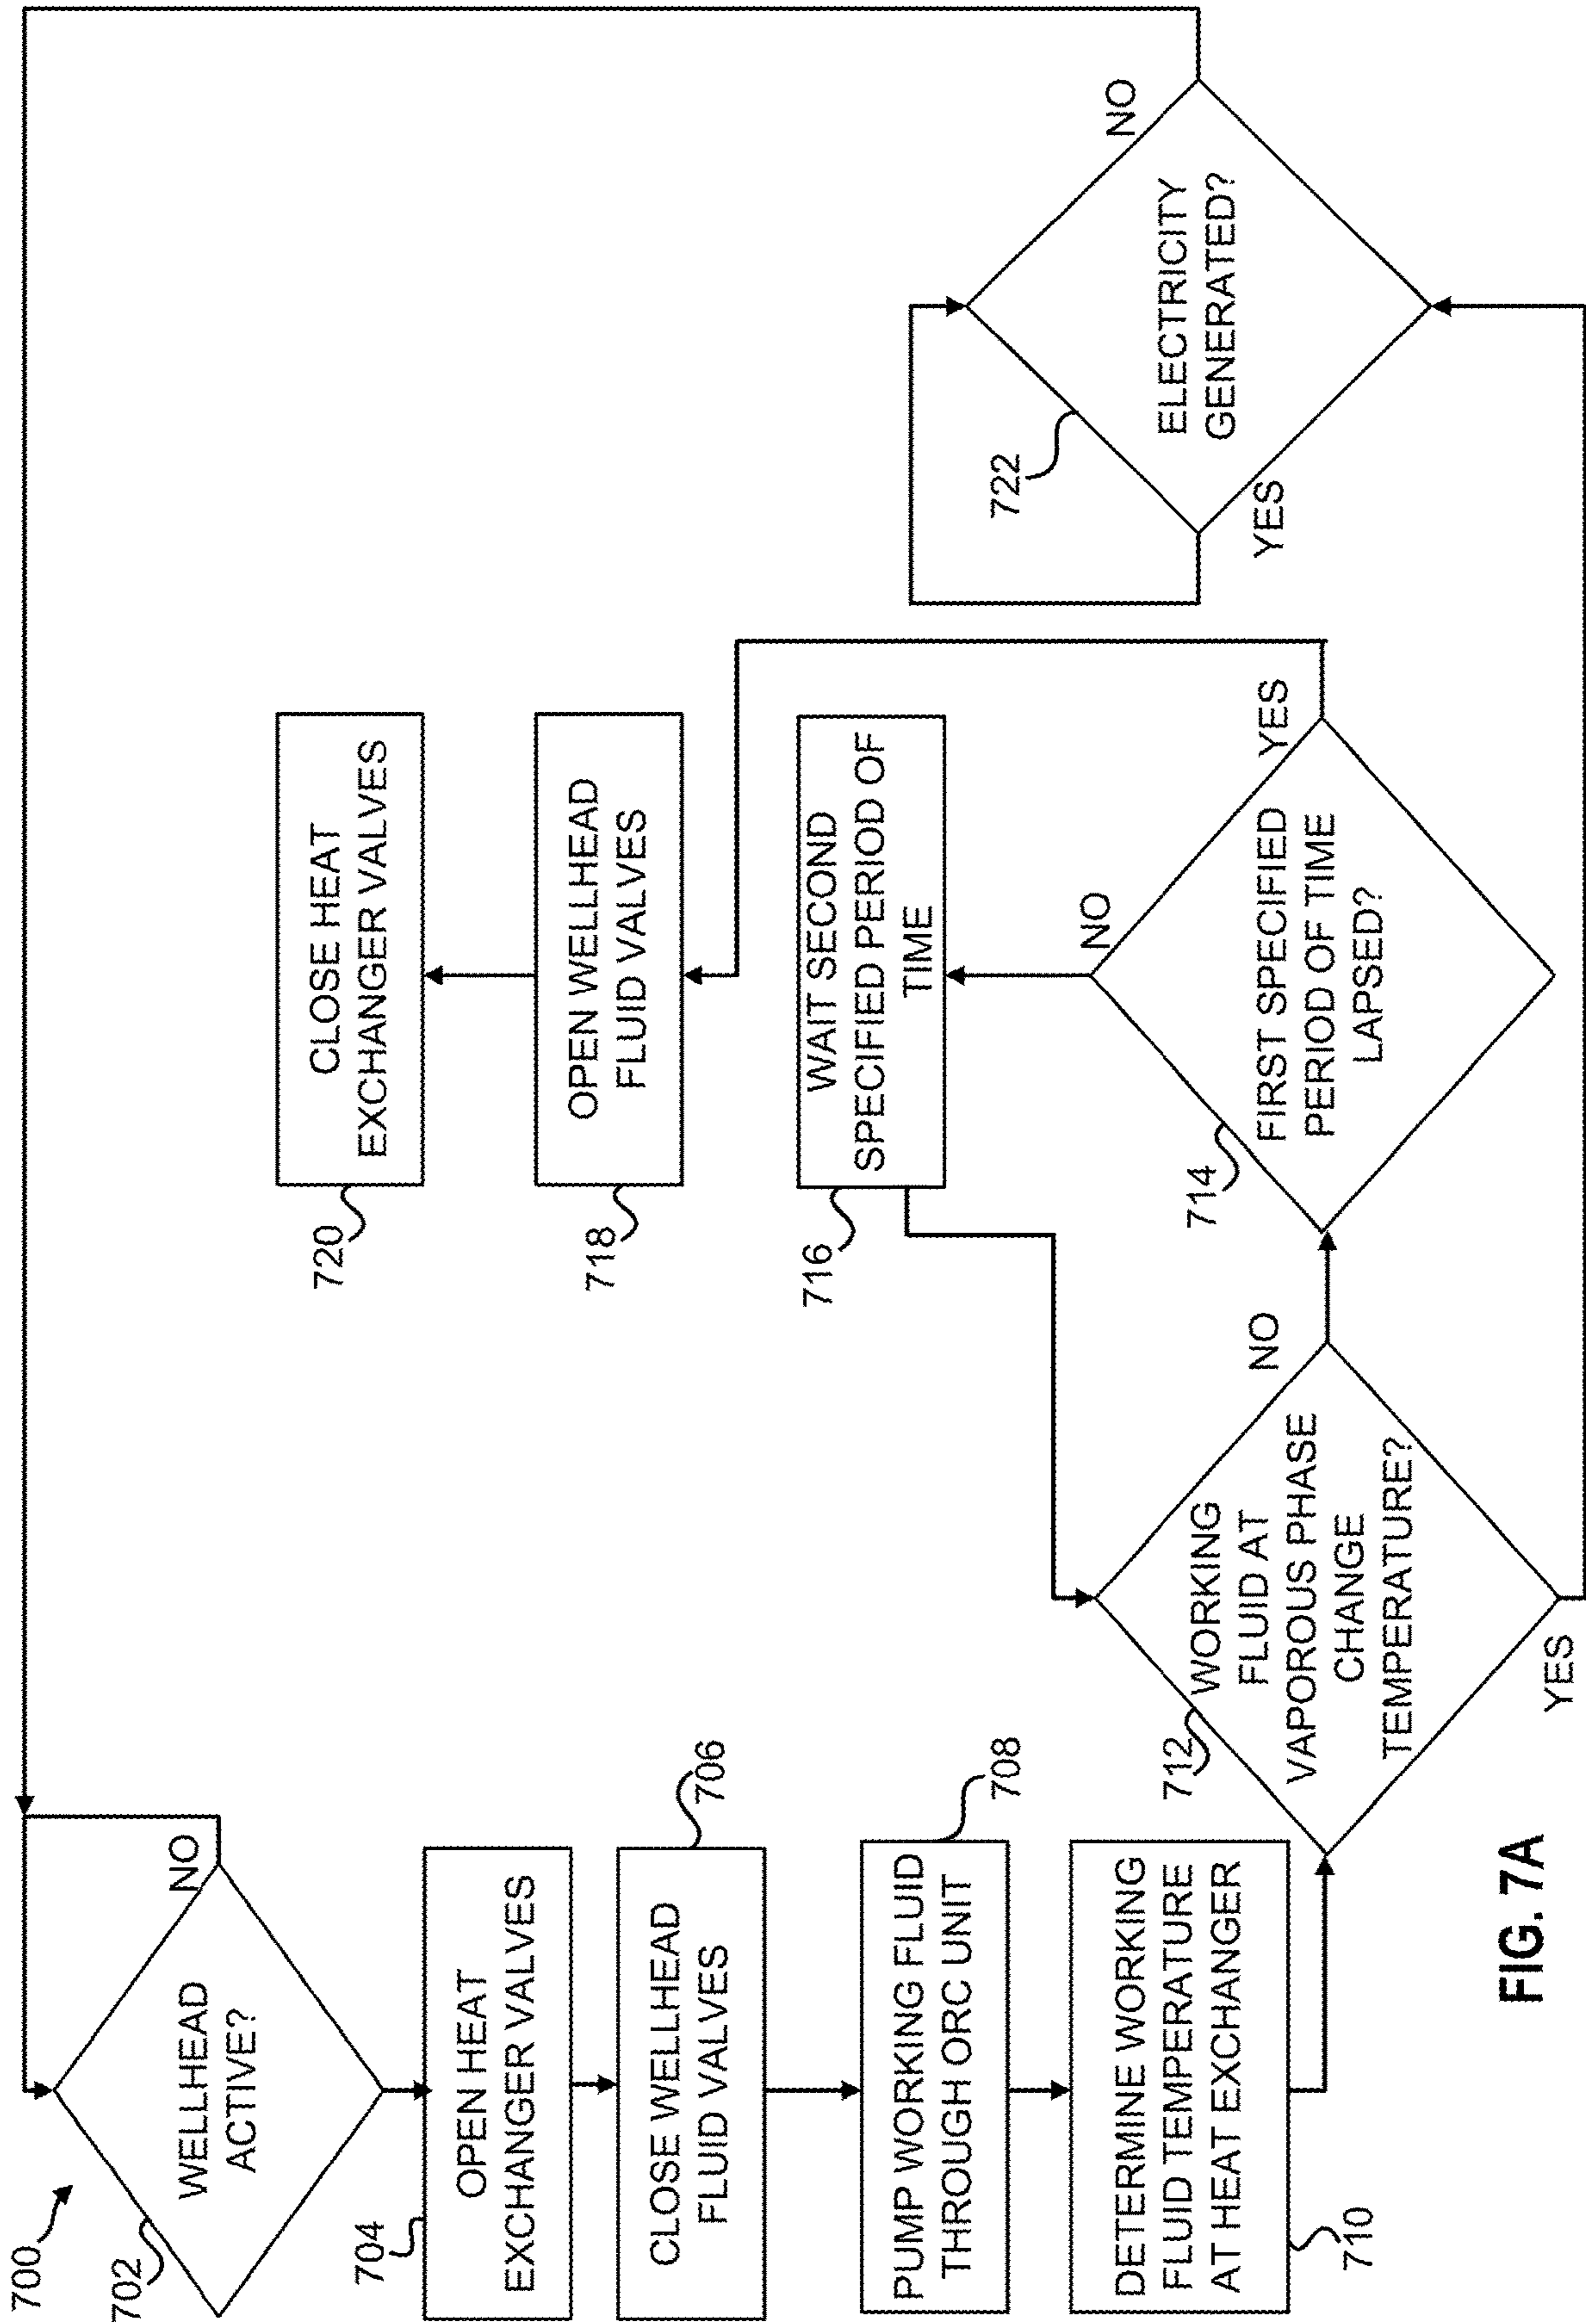 700
702
WELLHEAD
ACTIVE?
NO
704
OPEN HEAT
EXCHANGER VALVES
706
CLOSE WELLHEAD
FLUID VALVES
708
PUMP WORKING FLUID
THROUGH ORC UNIT
710
DETERMINE WORKING
FLUID TEMPERATURE
AT HEAT EXCHANGER
712
WORKING
FLUID AT
VAPOROUS PHASE
CHANGE
TEMPERATURE?
NO
YES
714
FIRST SPECIFIED
PERIOD OF TIME
LAPSED?
NO
YES
716
WAIT SECOND
SPECIFIED PERIOD OF
TIME
718
OPEN WELLHEAD
FLUID VALVES
720
CLOSE HEAT
EXCHANGER VALVES
722
ELECTRICITY
GENERATED?
YES
NO
FIG. 7A